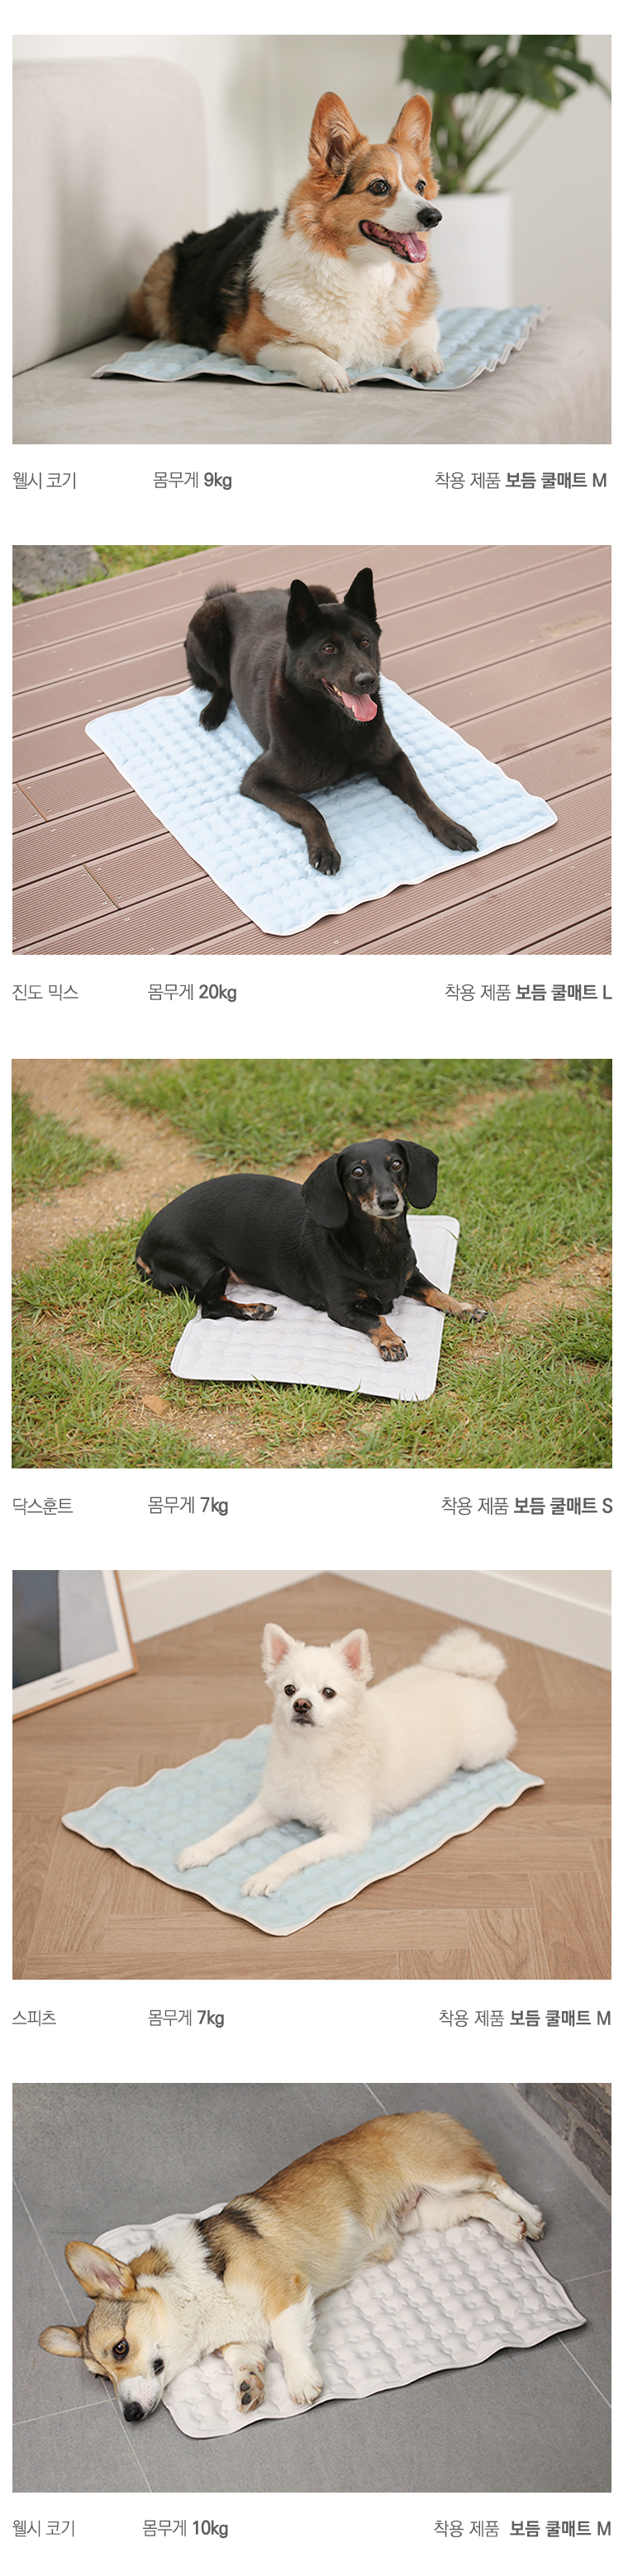 웰시 코기 몸무게 9kg 착용 제품 보듬 쿨매트 M
진도 믹스 몸무게 20kg 착용 제품 보듬 쿨매트 L
닥스훈트 몸무게 7kg 착용 제품 보듬 쿨매트 S
스피츠 몸무게 7kg 착용 제품 보듬 쿨매트 M
웰시 코기 몸무게 10kg 착용 제품 보듬 쿨매트 M